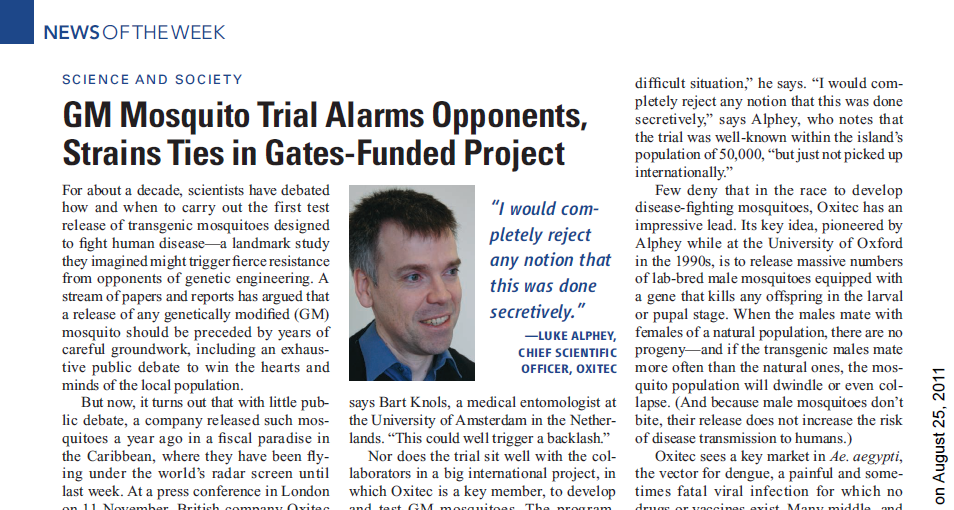 NEWS OF THE WEEK
SCIENCE AND SOCIETY
GM Mosquito Trial Alarms Opponents,
Strains Ties in Gates-Funded Project
For about a decade, scientists have debated
how and when to carry out the first test
release of transgenic mosquitoes designed
to fight human disease—a landmark study
they imagined might trigger fierce resistance
from opponents of genetic engineering. A
stream of papers and reports has argued that
a release of any genetically modified (GM)
mosquito should be preceded by years of
careful groundwork, including an exhaus-
tive public debate to win the hearts and
minds of the local population.
But now, it turns out that with little pub-
lic debate, a company released such mos-
quitoes a year ago in a fiscal paradise in
the Caribbean, where they have been fly-
ing under the world's radar screen until
last week. At a press conference in London
on 11 November, British company Oxitec
"I would com-
pletely reject
any notion that
this was done
secretively."
—LUKE ALPHEY,
CHIEF SCIENTIFIC
OFFICER, OXITEC
says Bart Knols, a medical entomologist at
the University of Amsterdam in the Nether-
lands. "This could well trigger a backlash."
Nor does the trial sit well with the col-
laborators in a big international project, in
which Oxitec is a key member, to develop
and test GM mosquitoes. The program,
difficult situation," he says. "I would com-
pletely reject any notion that this was done
secretively," says Alphey, who notes that
the trial was well-known within the island's
population of 50,000, "but just not picked up
internationally."
Few deny that in the race to develop
disease-fighting mosquitoes, Oxitec has an
impressive lead. Its key idea, pioneered by
Alphey while at the University of Oxford
in the 1990s, is to release massive numbers
of lab-bred male mosquitoes equipped with
a gene that kills any offspring in the larval
or pupal stage. When the males mate with
females of a natural population, there are no
progeny—and if the transgenic males mate
more often than the natural ones, the mos-
quito population will dwindle or even col-
lapse. (And because male mosquitoes don't
bite, their release does not increase the risk
of disease transmission to humans.)
Oxitec sees a key market in Ae. aegypti,
the vector for dengue, a painful and some-
times fatal viral infection for which no
drugs or vaccines exist. Many middle- and
on August 25, 2011